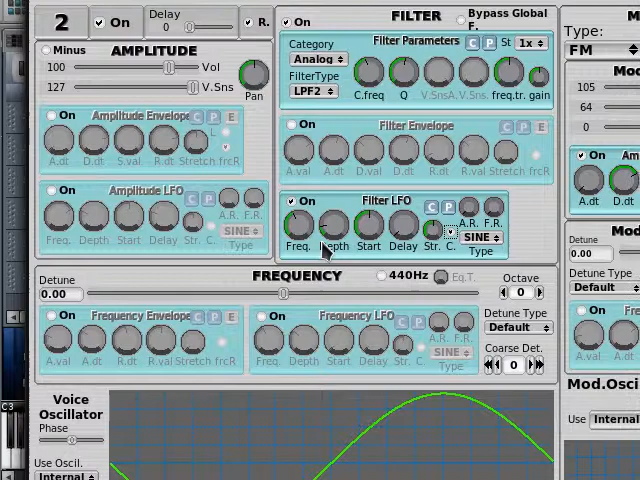 2
On
Delay
0
R.
Minus
AMPLITUDE
100
Vol
127
V.Sns
Pan
On
Amplitude Envelope
C P E
L
A.dt D.dt S.val R.dt Stretch frcR
On
Amplitude LFO
C P
A.R. F.R.
Freq. Depth Start Delay Str. C.
SINE
Type
On
FILTER
Bypass Global F.
Category
Analog
FilterType
LPF2
Filter Parameters
C P
St
1x
C.freq Q V.SnsA. V.Sns. freq.tr. gain
On
Filter Envelope
C P E
A.val A.dt D.val D.dt R.dt Stretch frcR
On
Filter LFO
C P
A.R. F.R.
Freq. Depth Start Delay Str. C.
SINE
Type
FREQUENCY
440Hz
Eq.T.
Detune
0.00
Octave
0
On
Frequency Envelope
C P E
A.val A.dt R.dt R.val Stretch frcR
On
Frequency LFO
C P
A.R. F.R.
Freq. Depth Start Delay Str. C.
SINE
Type
Detune Type
Default
Coarse Det.
0
Voice
Oscillator
Phase
Use Oscil.
Internal
C3
Type:
FM
105
64
0
On
A.dt
On
Detune
0.00
Detune Type
Default
On
A.val A.dt
Mod.Osci
Use
Internal